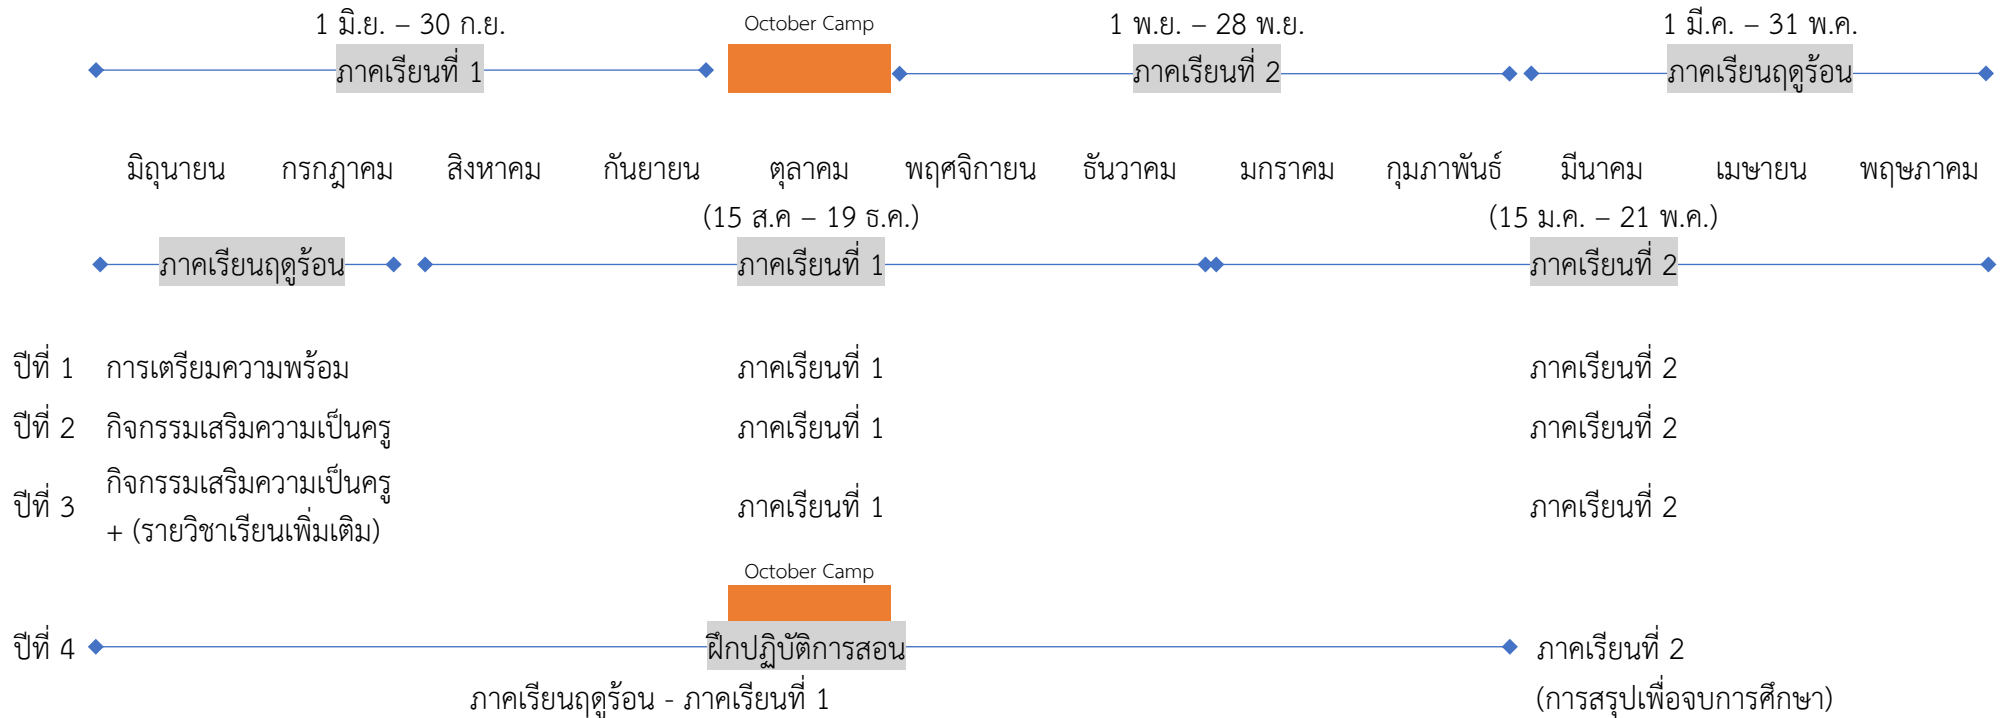 1 มิ.ย. – 30 ก.ย. October Camp 1 พ.ย. – 28 พ.ย. 1 มี.ค. – 31 พ.ค.
ภาคเรียนที่ 1 ภาคเรียนที่ 2 ภาคเรียนฤดูร้อน
มิถุนายน กรกฎาคม สิงหาคม กันยายน ตุลาคม พฤศจิกายน ธันวาคม มกราคม กุมภาพันธ์ มีนาคม เมษายน พฤษภาคม
(15 ส.ค – 19 ธ.ค.) (15 ม.ค. – 21 พ.ค.)
ภาคเรียนฤดูร้อน ภาคเรียนที่ 1 ภาคเรียนที่ 2
ปีที่ 1 การเตรียมความพร้อม ภาคเรียนที่ 1 ภาคเรียนที่ 2
ปีที่ 2 กิจกรรมเสริมความเป็นครู ภาคเรียนที่ 1 ภาคเรียนที่ 2
กิจกรรมเสริมความเป็นครู
ปีที่ 3 ภาคเรียนที่ 1 ภาคเรียนที่ 2
+ (รายวิชาเรียนเพิ่มเติม)
October Camp
ปีที่ 4 ฝึกปฏิบัติการสอน ภาคเรียนที่ 2
ภาคเรียนฤดูร้อน - ภาคเรียนที่ 1 (การสรุปเพื่อจบการศึกษา)